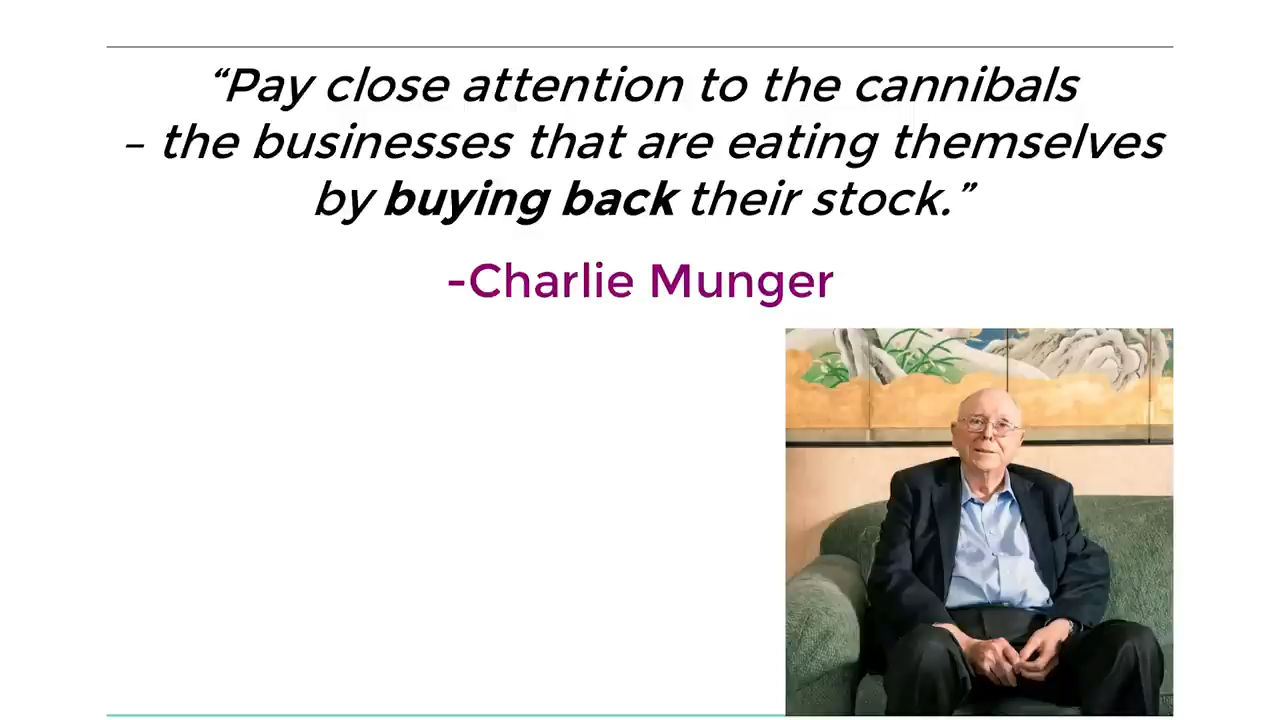 “Pay close attention to the cannibals
– the businesses that are eating themselves
by buying back their stock.”
-Charlie Munger